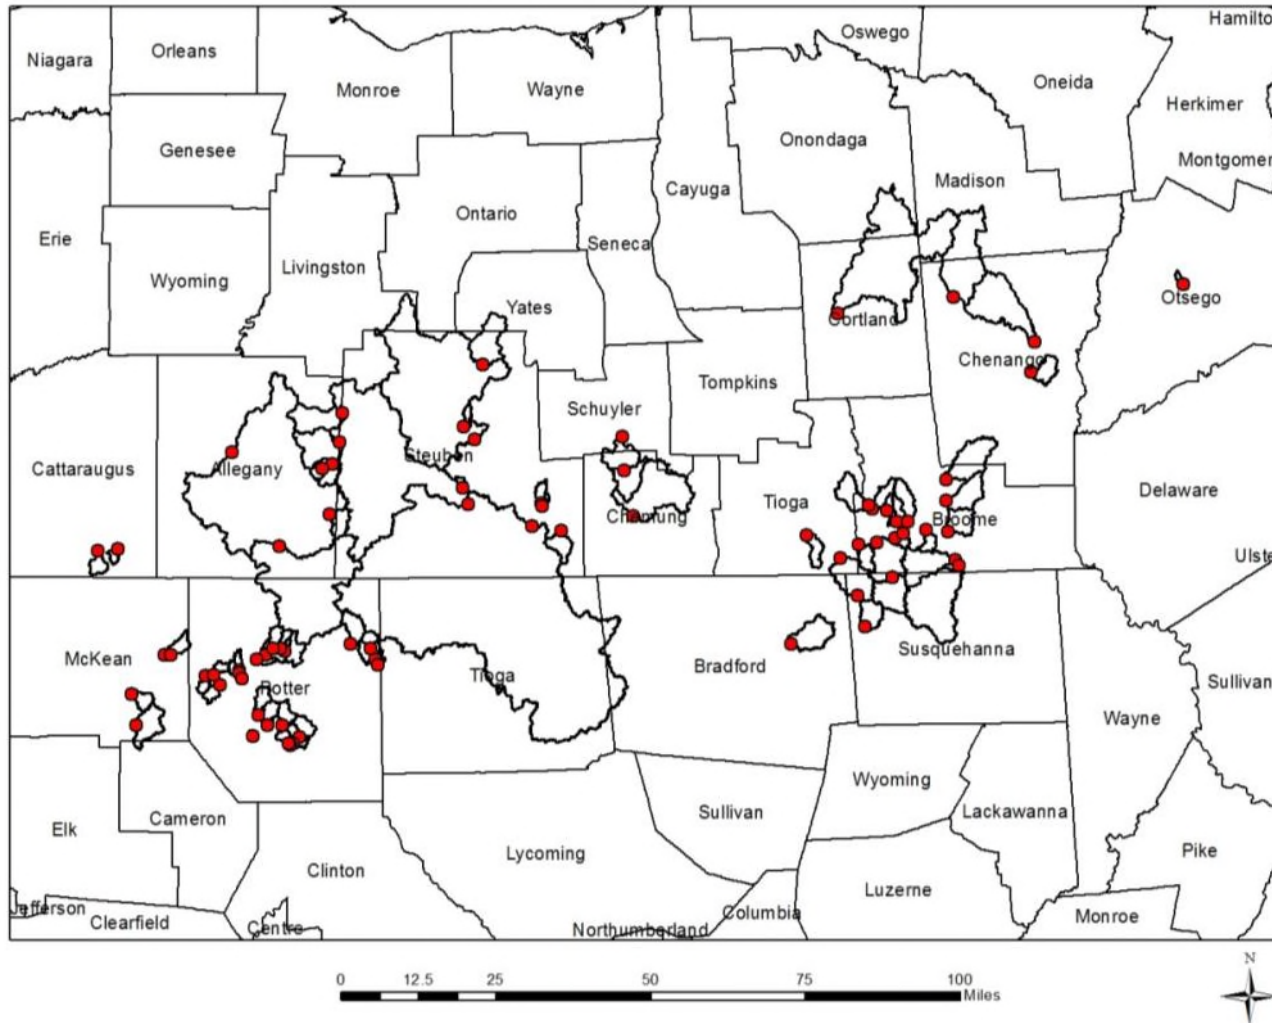 Hamilto
Oswego
Orleans
Niagara
Monroe
Wayne
Oneida
Herkimer
Onondaga
Genesee
Montgomer
Madison
Cayuga
Ontario
Erie
Seneca
Livingston
Wyoming
Otsego
Yates
Cortland
Chenango
Tompkins
Schuyler
Steuben
Cattaraugus
Allegany
Delaware
Tioga
Chemung
Broome
Ulste
McKean
Bradford
Susquehanna
Tioga
Potter
Sullivan
Wayne
Wyoming
Cameron
Sullivan
Lackawanna
Elk
Lycoming
Pike
Clinton
Luzerne
Jefferson
Columbia
Monroe
Clearfield
Centre
Northumberland
N
0 12.5 25 50 75 100
Miles